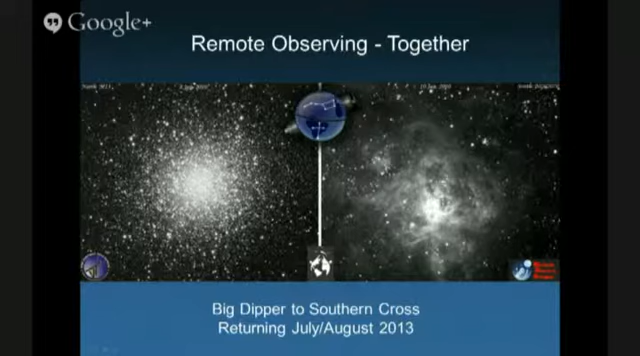 Google+
Remote Observing - Together
Big Dipper to Southern Cross
Returning July/August 2013